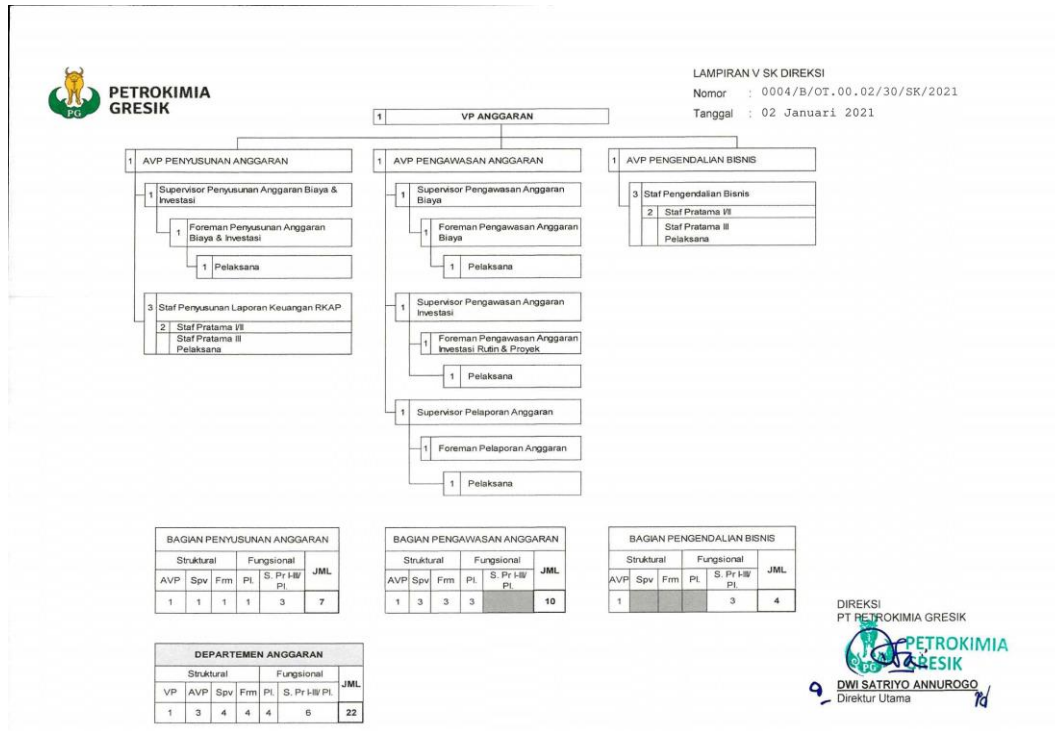 LAMPIRAN V SK DIREKSI
PETROKIMIA
GRESIK
PG
Nomor : 0004/B/OT.00.02/30/SK/2021
Tanggal : 02 Januari 2021
1 VP ANGGARAN
1 AVP PENYUSUNAN ANGGARAN
1 Supervisor Penyusunan Anggaran Biaya &
Investasi
1 Foreman Penyusunan Anggaran
Biaya & Investasi
1 Pelaksana
3 Staf Penyusunan Laporan Keuangan RKAP
2 Staf Pratama I/II
Staf Pratama III
Pelaksana
1 AVP PENGAWASAN ANGGARAN
1 Supervisor Pengawasan Anggaran
Biaya
1 Foreman Pengawasan Anggaran
Biaya
1 Pelaksana
1 Supervisor Pengawasan Anggaran
Investasi
1 Foreman Pengawasan Anggaran
Investasi Rutin & Proyek
1 Pelaksana
1 Supervisor Pelaporan Anggaran
1 Foreman Pelaporan Anggaran
1 Pelaksana
1 AVP PENGENDALIAN BISNIS
3 Staf Pengendalian Bisnis
2 Staf Pratama I/II
Staf Pratama III
Pelaksana
BAGIAN PENYUSUNAN ANGGARAN
Struktural Fungsional JML
AVP Spv Frm Pl. S. Pr I-III/
Pl.
1 1 1 1 3 7
BAGIAN PENGAWASAN ANGGARAN
Struktural Fungsional JML
AVP Spv Frm Pl. S. Pr I-III/
Pl.
1 3 3 3 10
BAGIAN PENGENDALIAN BISNIS
Struktural Fungsional JML
AVP Spv Frm Pl. S. Pr I-III/
Pl.
1 3 4
DEPARTEMEN ANGGARAN
Struktural Fungsional JML
VP AVP Spv Frm Pl. S. Pr I-III/ Pl.
1 3 4 4 4 6 22
DIREKSI
PT PETROKIMIA GRESIK
PETROKIMIA
GRESIK
PG
DWI SATRIYO ANNUROGO
Direktur Utama